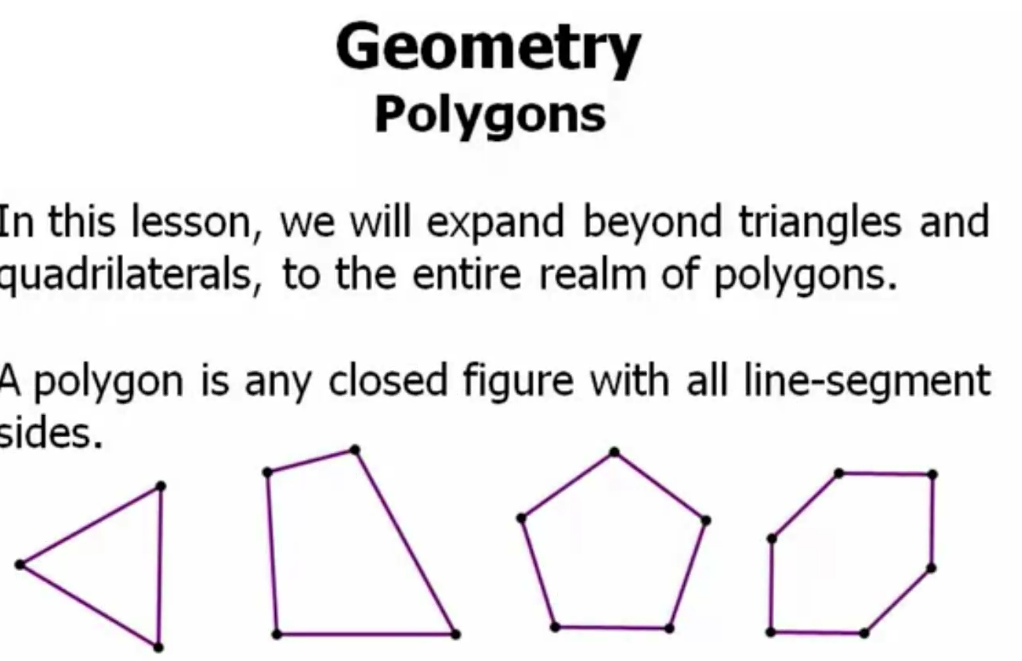 Geometry
Polygons
In this lesson, we will expand beyond triangles and
quadrilaterals, to the entire realm of polygons.
A polygon is any closed figure with all line-segment
sides.